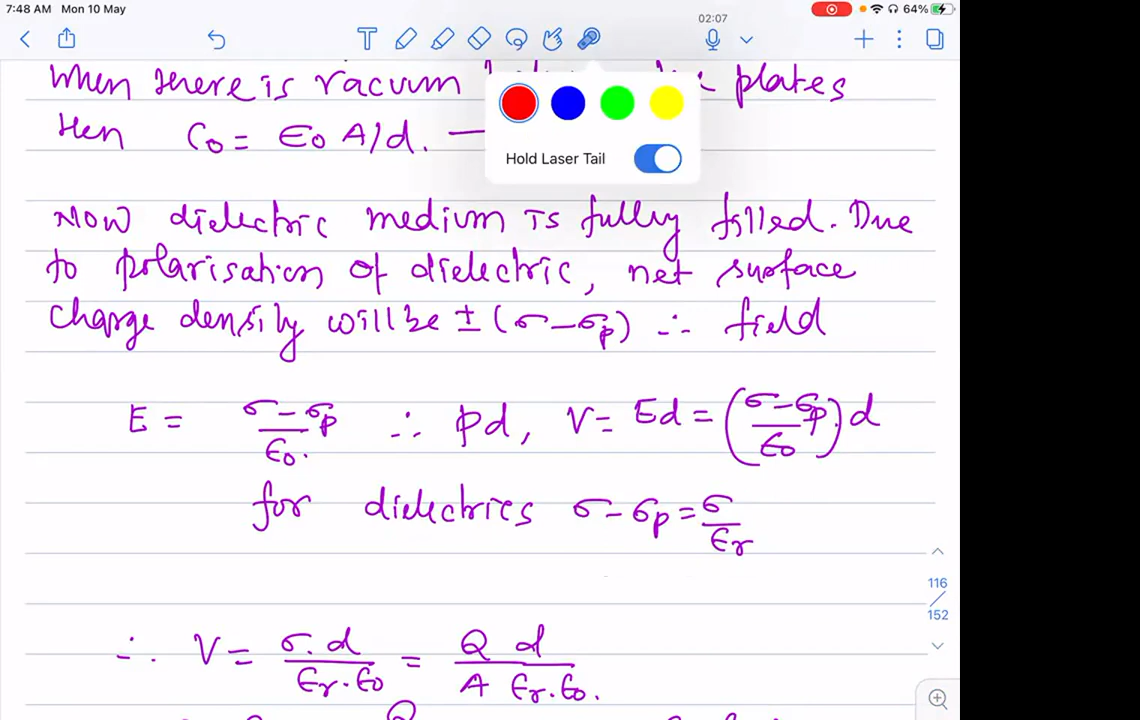 7:48 AM Mon 10 May
64%
02:07
When there is vacuum plates
then C₀ = ϵ₀ A/d. —
Hold Laser Tail
Now dielectric medium is fully filled. Due
to polarisation of dielectric, net surface
charge density will be ± (σ – σp) ∴ field
E = (σ – σp)/ϵ₀. ∴ pd, V = Ed = ((σ – σp)/ϵ₀) d
for dielectrics σ – σp = σ/ϵr
116
/
152
∴ V = σ. d/(ϵr. ϵ₀) = Q d/(A ϵr. ϵ₀.)